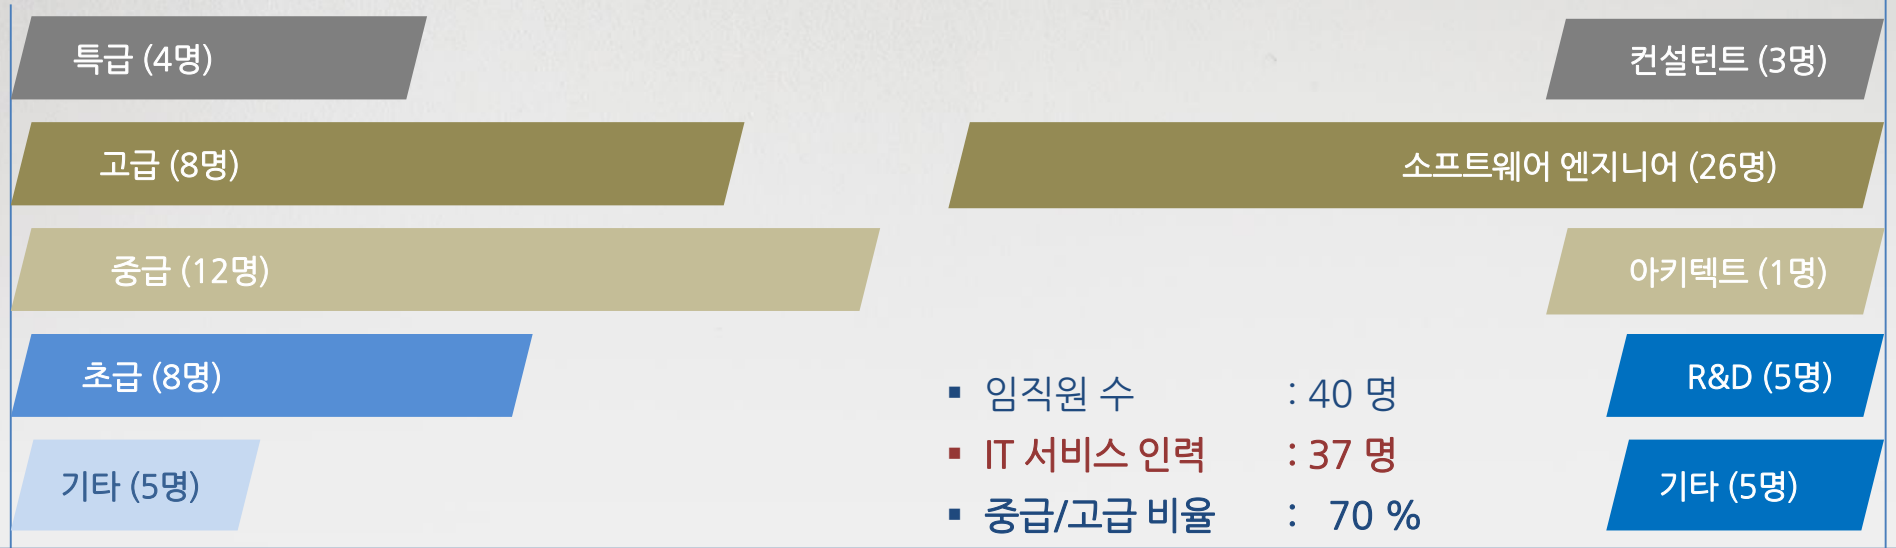 특급 (4명)
고급 (8명)
중급 (12명)
초급 (8명)
기타 (5명)
컨설턴트 (3명)
소프트웨어 엔지니어 (26명)
아키텍트 (1명)
R&D (5명)
기타 (5명)
▪ 임직원 수 : 40 명
▪ IT 서비스 인력 : 37 명
▪ 중급/고급 비율 : 70 %